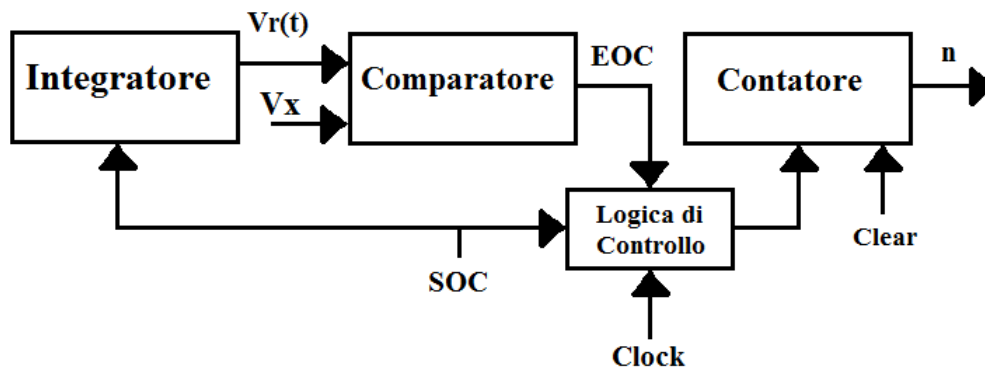 Vr(t)
Integratore
Vx
Comparatore
EOC
Contatore
n
Logica di
Controllo
Clear
SOC
Clock